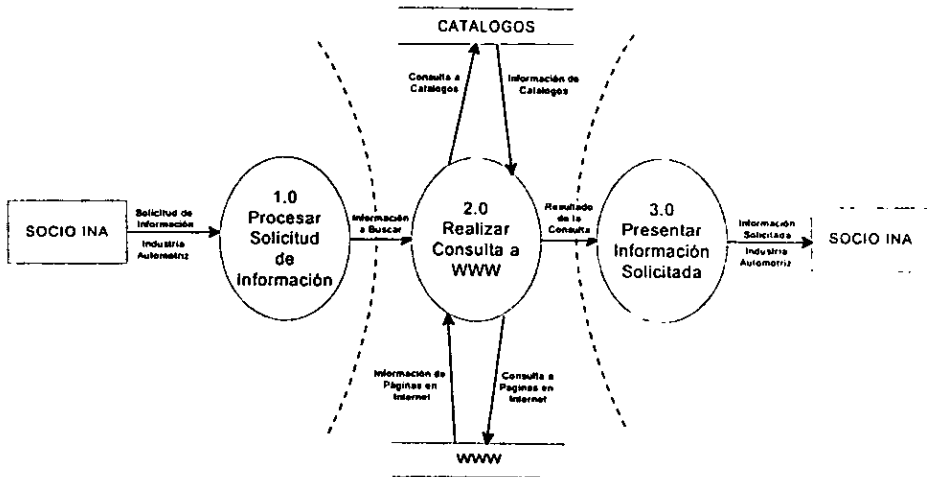 CATALOGOS
Consulta a
Catalogos
Información de
Catalogos
SOCIO INA
Solicitud de
Información
Industria
Automotriz
1.0
Procesar
Solicitud
de
Información
Información
a Buscar
2.0
Realizar
Consulta a
WWW
Resultado
de la
Consulta
3.0
Presentar
Información
Solicitada
Información
Solicitada
Industria
Automotriz
SOCIO INA
Información de
Páginas en
Internet
Consulta a
Paginas en
Internet
WWW